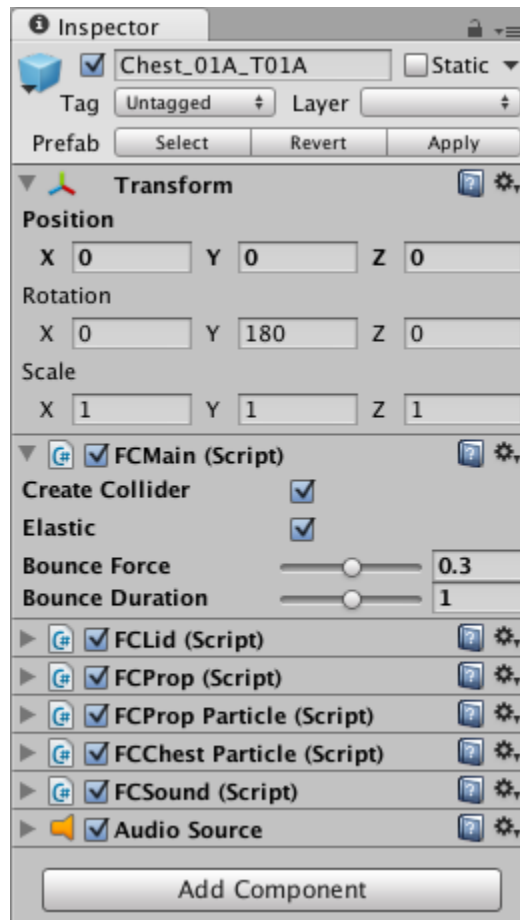 Inspector
Chest_01A_T01A Static
Tag Untagged Layer
Prefab Select Revert Apply
Transform
Position
X 0 Y 0 Z 0
Rotation
X 0 Y 180 Z 0
Scale
X 1 Y 1 Z 1
FCMain (Script)
Create Collider
Elastic
Bounce Force 0.3
Bounce Duration 1
FCLid (Script)
FCProp (Script)
FCProp Particle (Script)
FCChest Particle (Script)
FCSound (Script)
Audio Source
Add Component